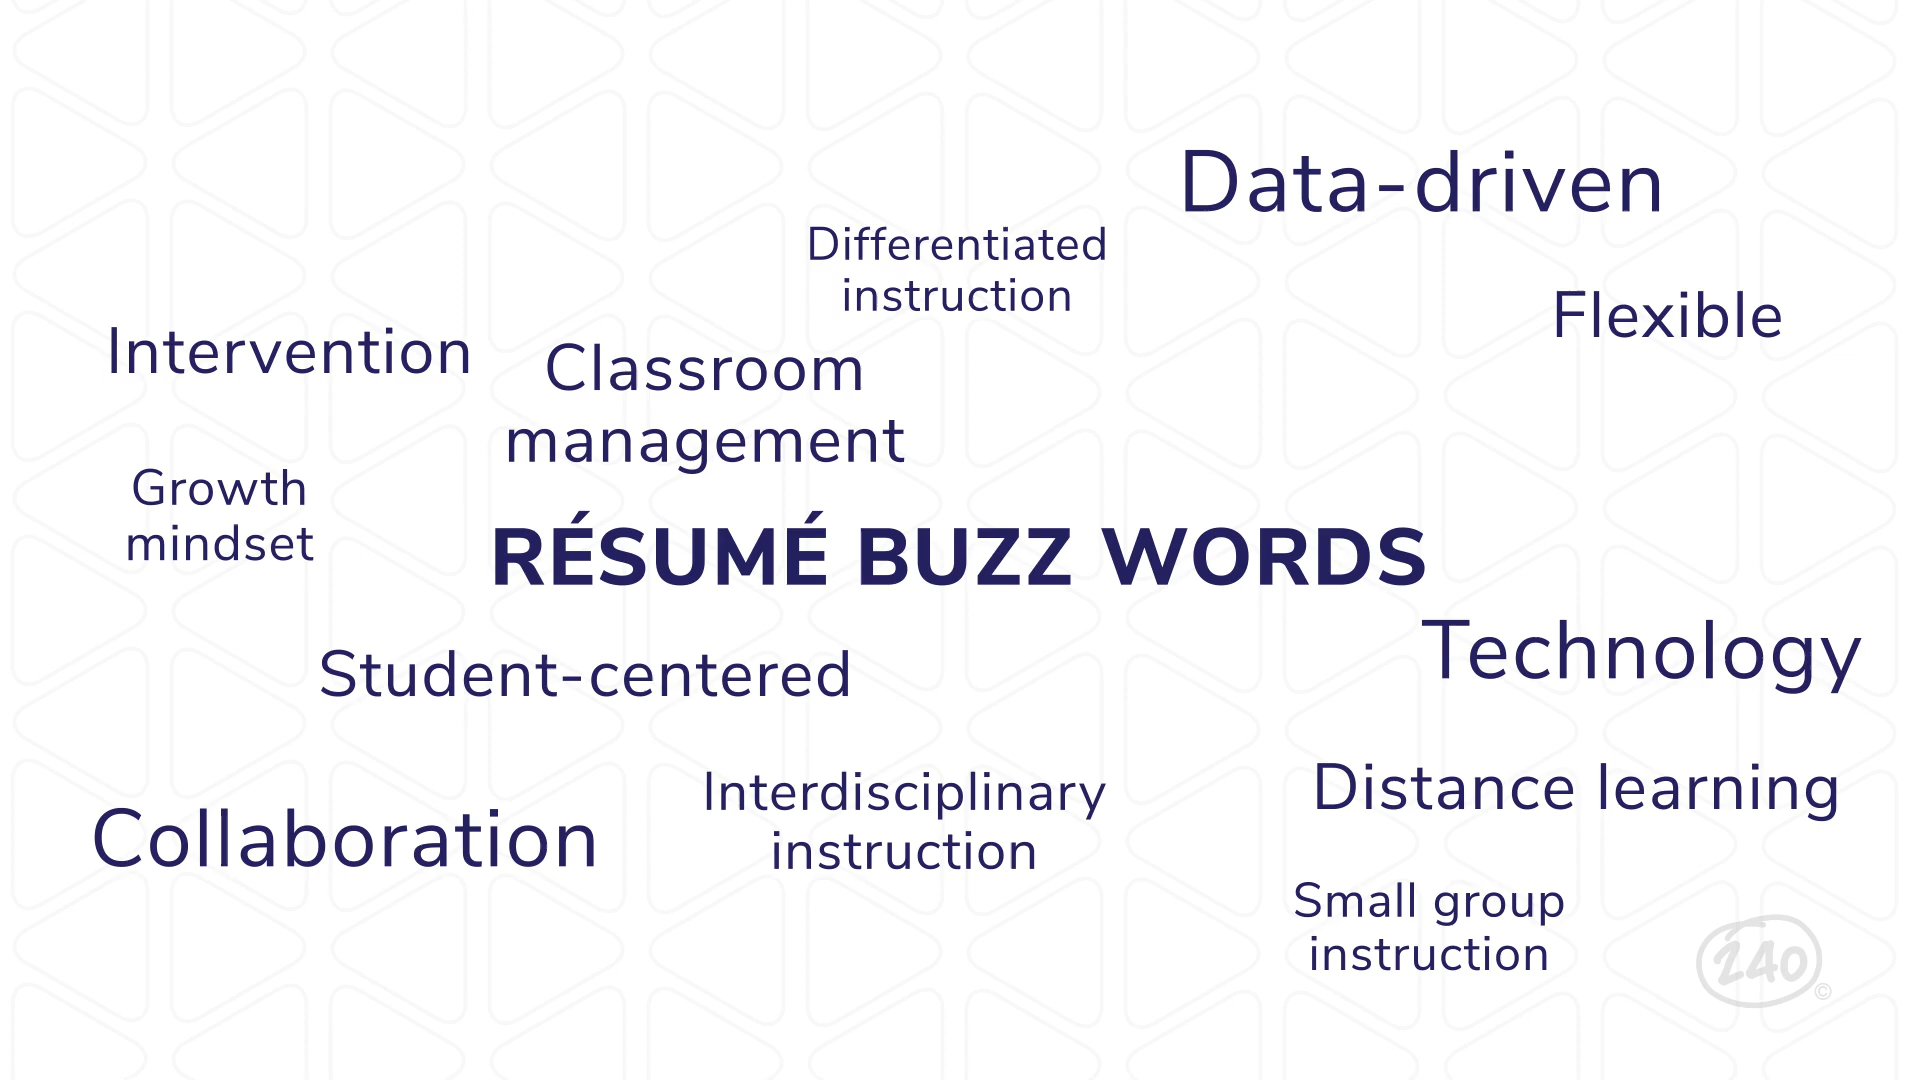 Data-driven
Differentiated
instruction
Flexible
Intervention
Classroom
management
Growth
mindset
RÉSUMÉ BUZZ WORDS
Technology
Student-centered
Distance learning
Interdisciplinary
instruction
Collaboration
Small group
instruction
240
©